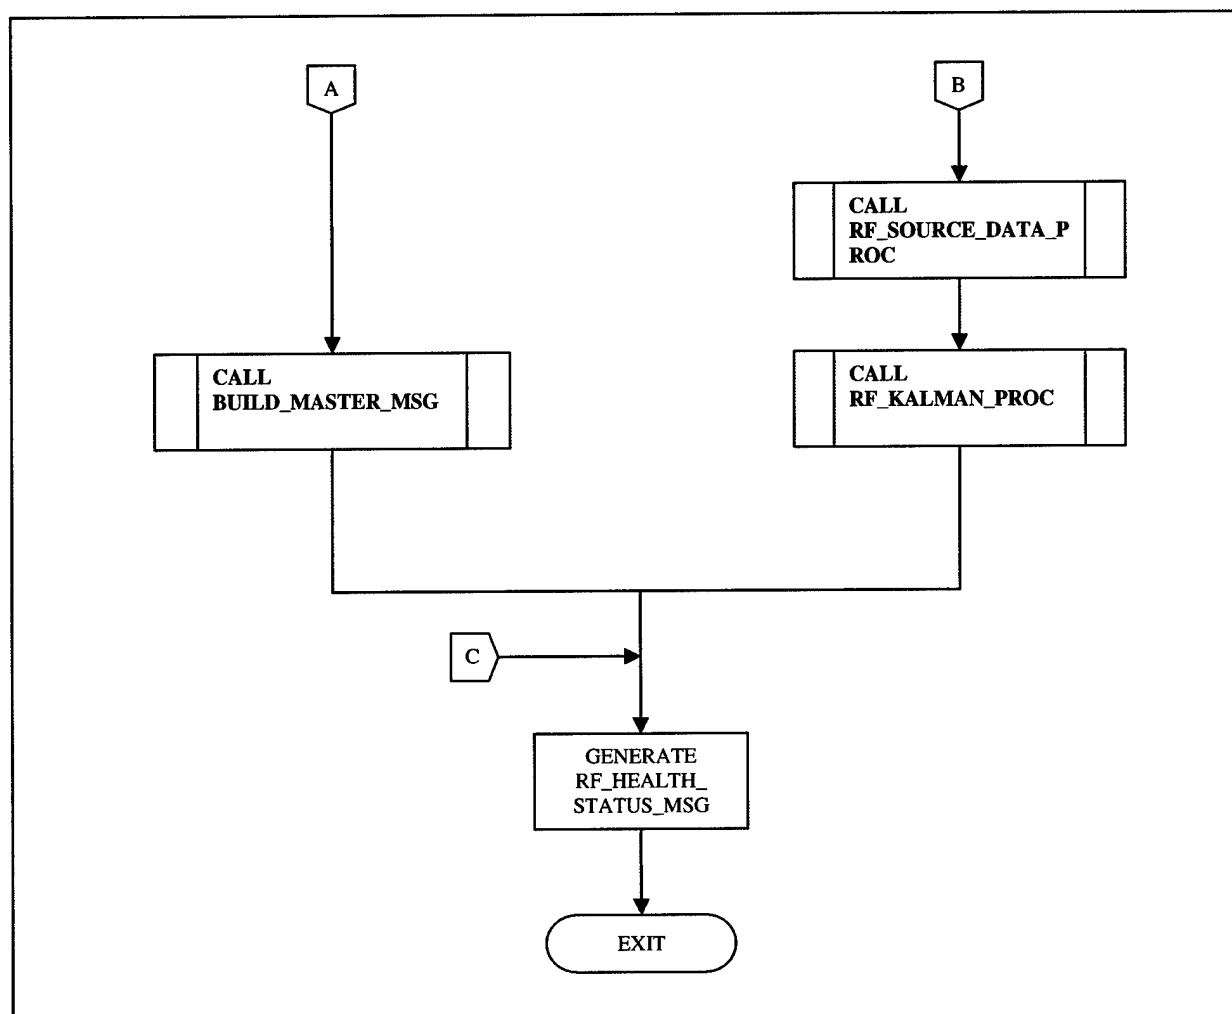 A
B
CALL
RF_SOURCE_DATA_P
ROC
CALL
BUILD_MASTER_MSG
CALL
RF_KALMAN_PROC
C
GENERATE
RF_HEALTH_
STATUS_MSG
EXIT